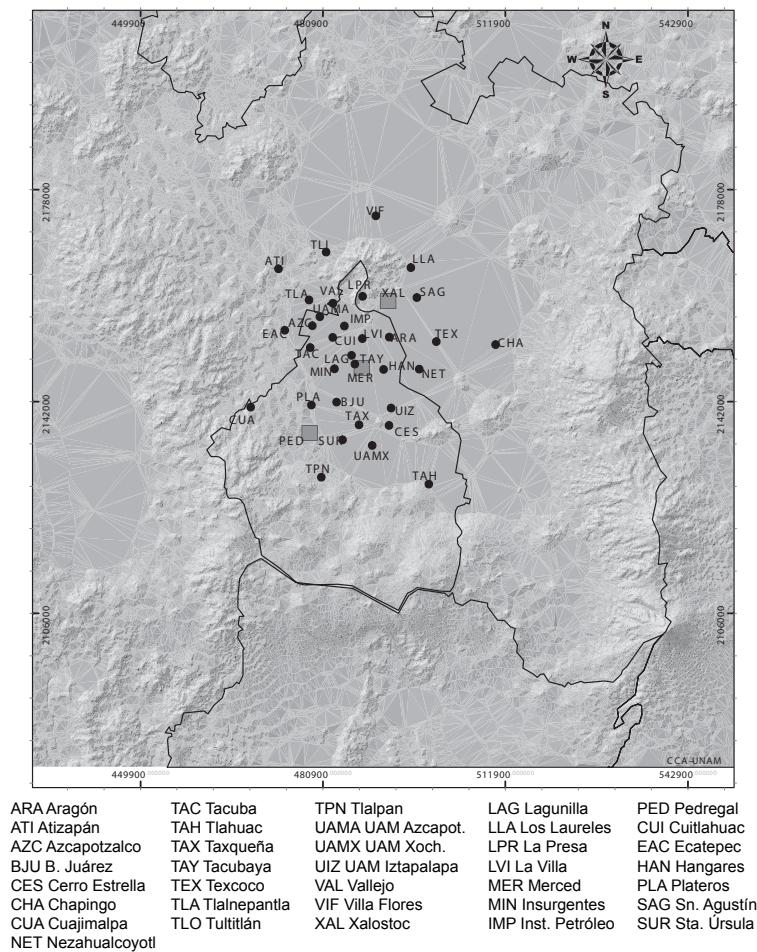 449900 480900 511900 542900
N
W E
S
2178000 2178000
VIF
TLI
ATI LLA
LPR
TLA VAL XAL SAG
UAMA
AZC IMP
EAC CUI LVI ARA TEX CHA
TAC LAG TAY
MIN MER HAN NET
PLA BJU
2142000 2142000
CUA TAX UIZ
PED SUR CES
UAMX
TPN TAH
2106000 2106000
CCA-UNAM
449900 480900 511900 542900
ARA Aragón TAC Tacuba TPN Tlalpan LAG Lagunilla PED Pedregal
ATI Atizapán TAH Tlahuac UAMA UAM Azcapot. LLA Los Laureles CUI Cuitlahuac
AZC Azcapotzalco TAX Taxqueña UAMX UAM Xoch. LPR La Presa EAC Ecatepec
BJU B. Juárez TAY Tacubaya UIZ UAM Iztapalapa LVI La Villa HAN Hangares
CES Cerro Estrella TEX Texcoco VAL Vallejo MER Merced PLA Plateros
CHA Chapingo TLA Tlalnepantla VIF Villa Flores MIN Insurgentes SAG Sn. Agustín
CUA Cuajimalpa TLO Tultitlán XAL Xalostoc IMP Inst. Petróleo SUR Sta. Úrsula
NET Nezahualcoyotl